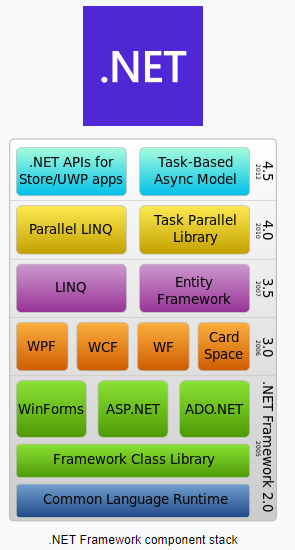 .NET
.NET APIs for
Store/UWP apps
Task-Based
Async Model
4.5
2012
Parallel LINQ
Task Parallel
Library
4.0
2010
LINQ
Entity
Framework
3.5
2007
WPF
WCF
WF
Card
Space
3.0
2006
WinForms
ASP.NET
ADO.NET
Framework Class Library
Common Language Runtime
.NET Framework 2.0
2005
.NET Framework component stack